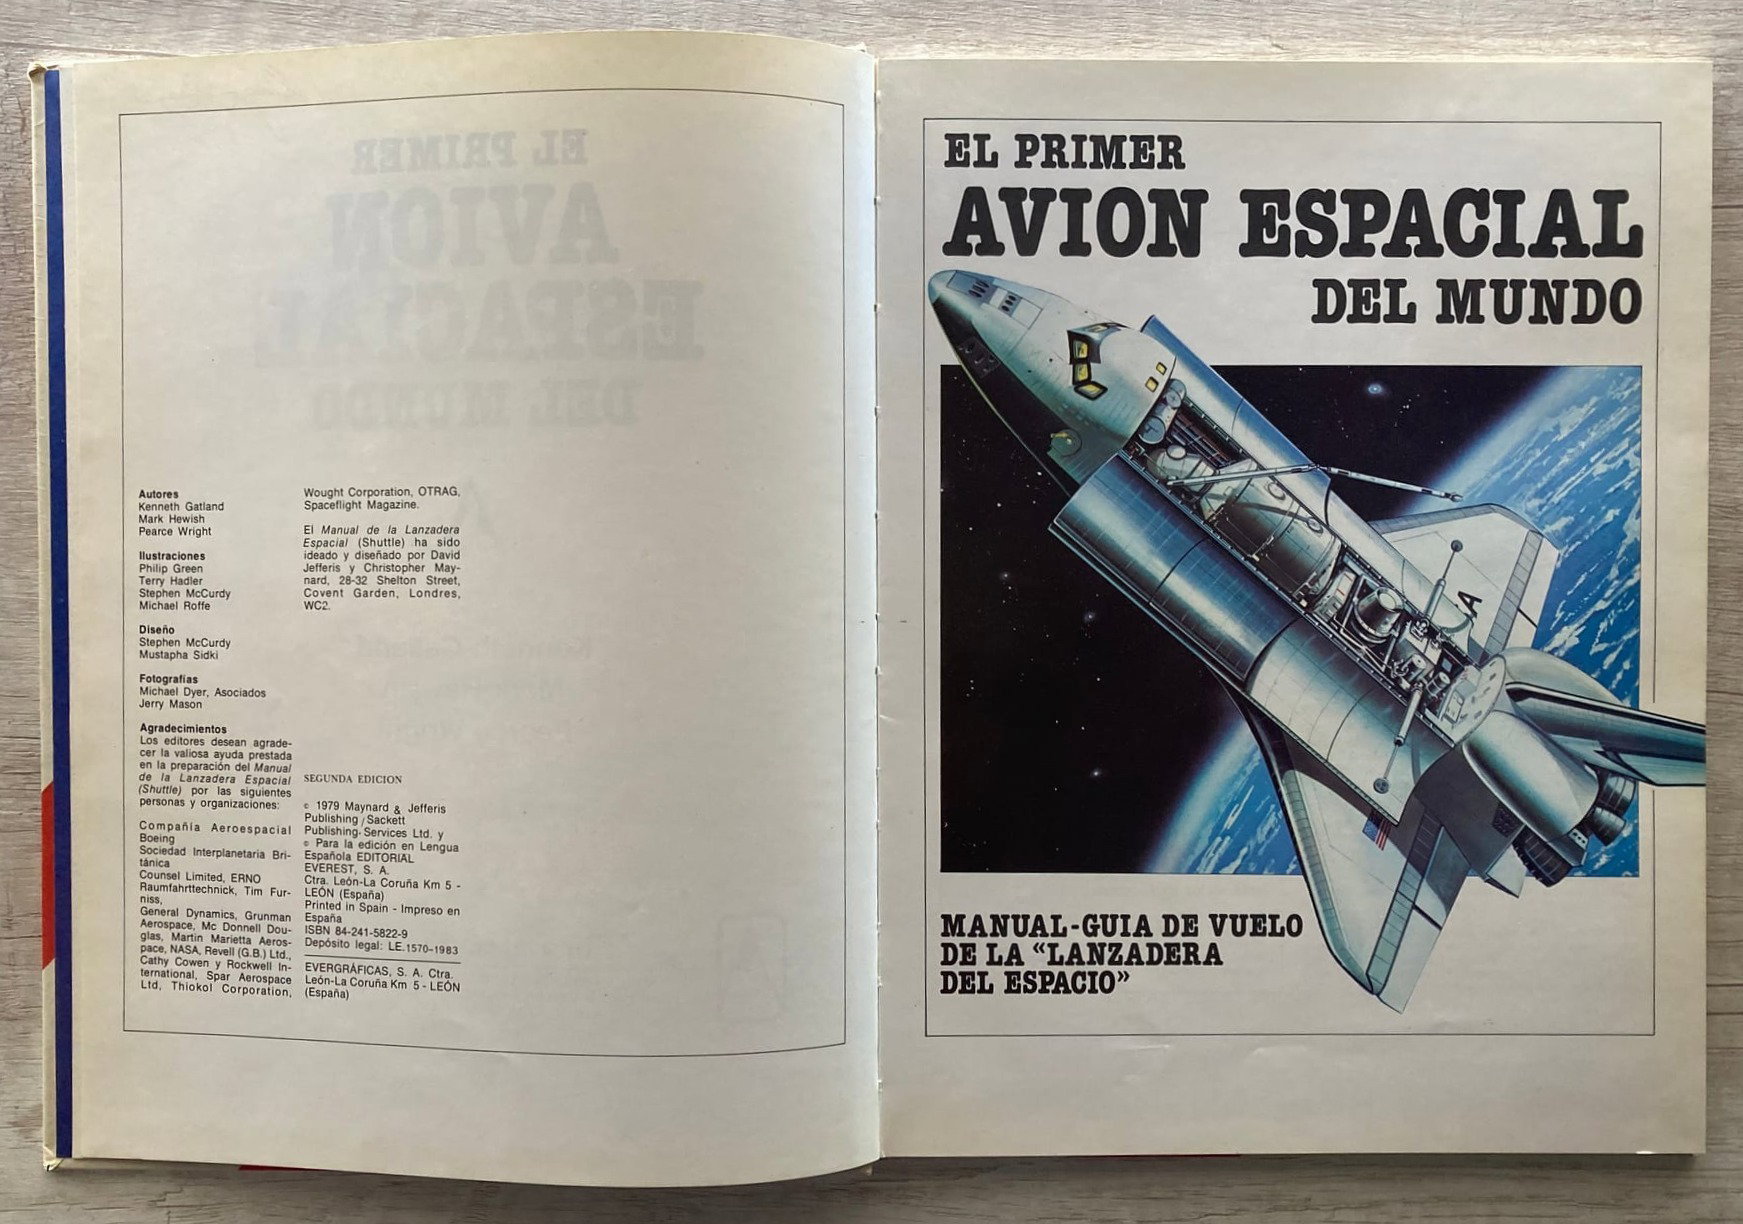 Autores
Kenneth Gatland
Mark Hewish
Pearce Wright
Ilustraciones
Philip Green
Terry Hadler
Stephen McCurdy
Michael Roffe
Diseño
Stephen McCurdy
Mustapha Sidki
Fotografías
Michael Dyer, Asociados
Jerry Mason
Agradecimientos
Los editores desean agrade-
cer la valiosa ayuda prestada
en la preparación del Manual
de la Lanzadera Espacial
(Shuttle) por las siguientes
personas y organizaciones:
Compañía Aeroespacial
Boeing
Sociedad Interplanetaria Bri-
tánica
Counsel Limited, ERNO
Raumfahrttechnick, Tim Fur-
niss,
General Dynamics, Grunman
Aerospace, Mc Donnell Dou-
glas, Martin Marietta Aeros-
pace, NASA, Revell (G.B.) Ltd.,
Cathy Cowen y Rockwell In-
ternational, Spar Aerospace
Ltd, Thiokol Corporation,
Wought Corporation, OTRAG,
Spaceflight Magazine.
El Manual de la Lanzadera
Espacial (Shuttle) ha sido
ideado y diseñado por David
Jefferis y Christopher May-
nard, 28-32 Shelton Street,
Covent Garden, Londres,
WC2.
SEGUNDA EDICION
© 1979 Maynard & Jefferis
Publishing / Sackett
Publishing Services Ltd. y
© Para la edición en Lengua
Española EDITORIAL
EVEREST, S. A.
Ctra. León-La Coruña Km 5 -
LEÓN (España)
Printed in Spain - Impreso en
España
ISBN 84-241-5822-9
Depósito legal: LE. 1570-1983
EVERGRÁFICAS, S. A. Ctra.
León-La Coruña Km 5 - LEÓN
(España)
EL PRIMER
AVION ESPACIAL
DEL MUNDO
A
MANUAL-GUIA DE VUELO
DE LA “LANZADERA
DEL ESPACIO”